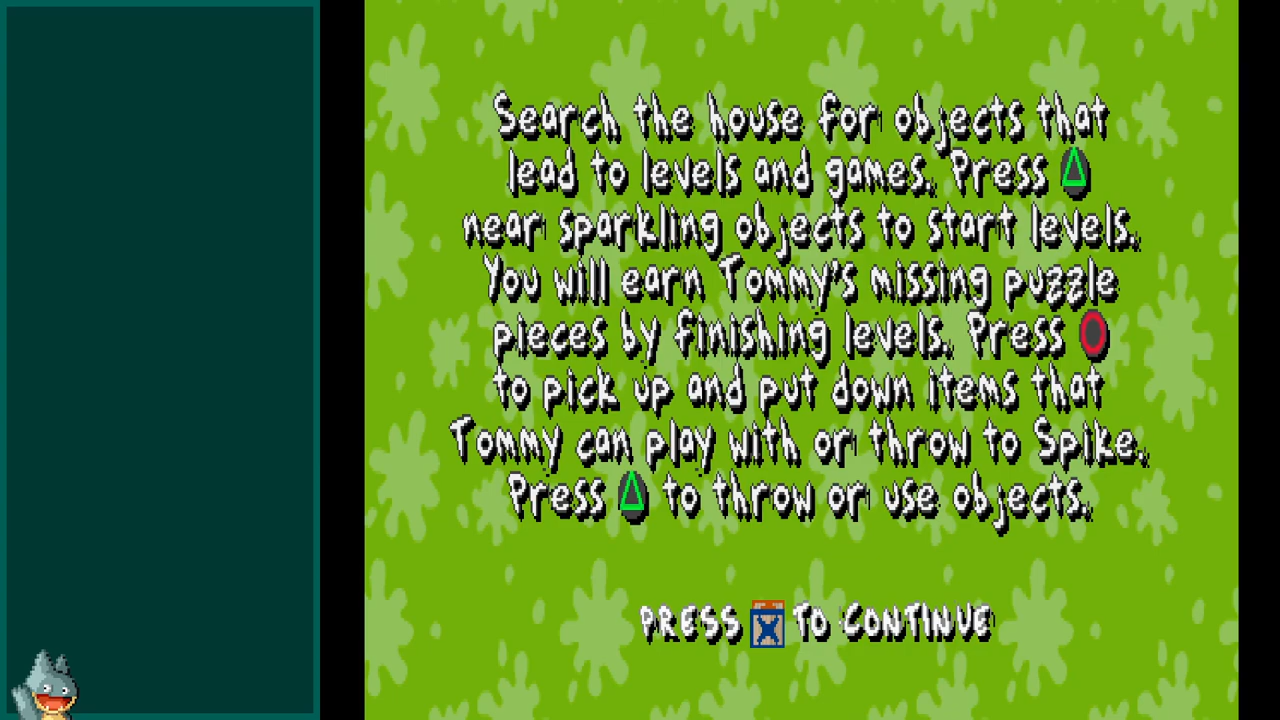 Search the house for objects that
lead to levels and games. Press
near sparkling objects to start levels.
You will earn Tommy's missing puzzle
pieces by finishing levels. Press
to pick up and put down items that
Tommy can play with or throw to Spike.
Press to throw or use objects.
PRESS X TO CONTINUE